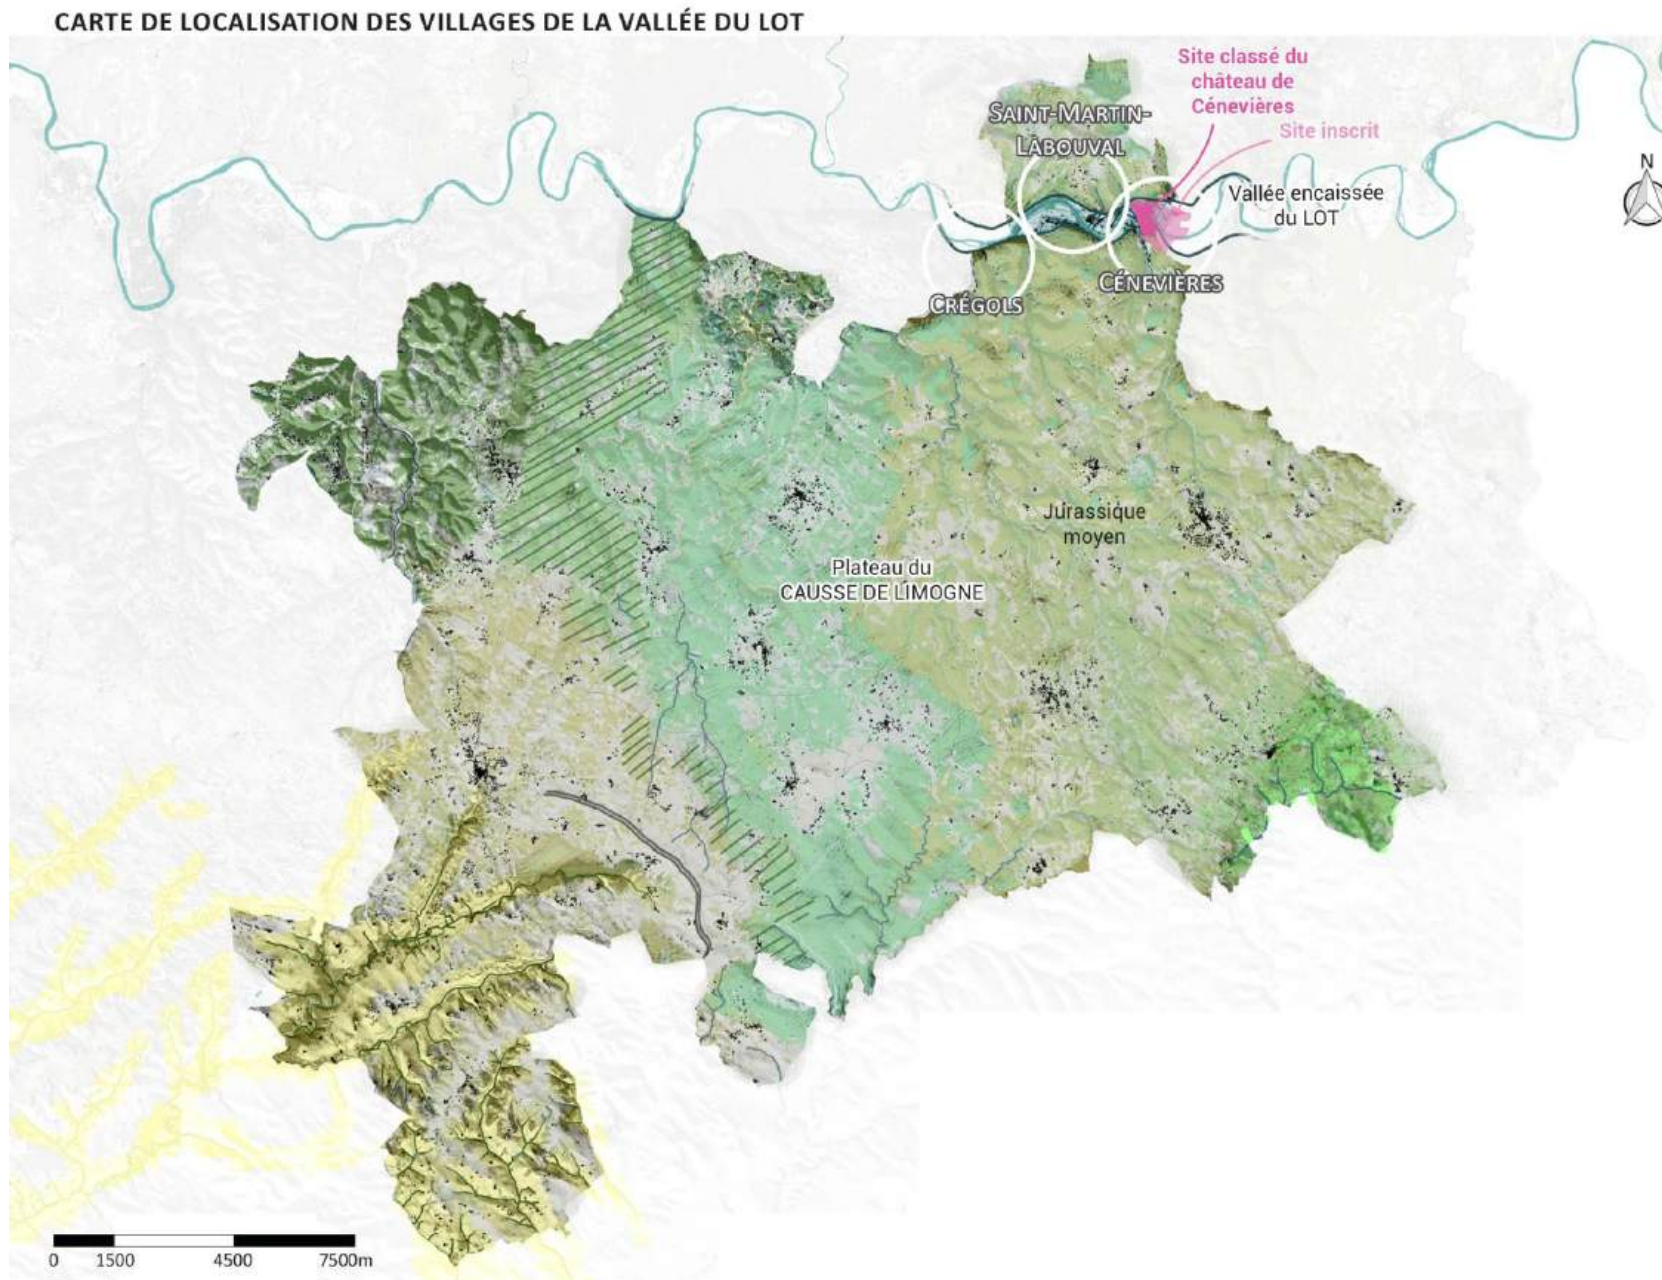 CARTE DE LOCALISATION DES VILLAGES DE LA VALLÉE DU LOT
Site classé du
château de
Cénevières
Site inscrit
SAINT-MARTIN-
LABOUVAL
N
Vallée encaissée
du LOT
CÉNEVIÈRES
CRÉGOLS
Jurassique
moyen
Plateau du
CAUSSE DE LIMOGNE
0 1500 4500 7500m